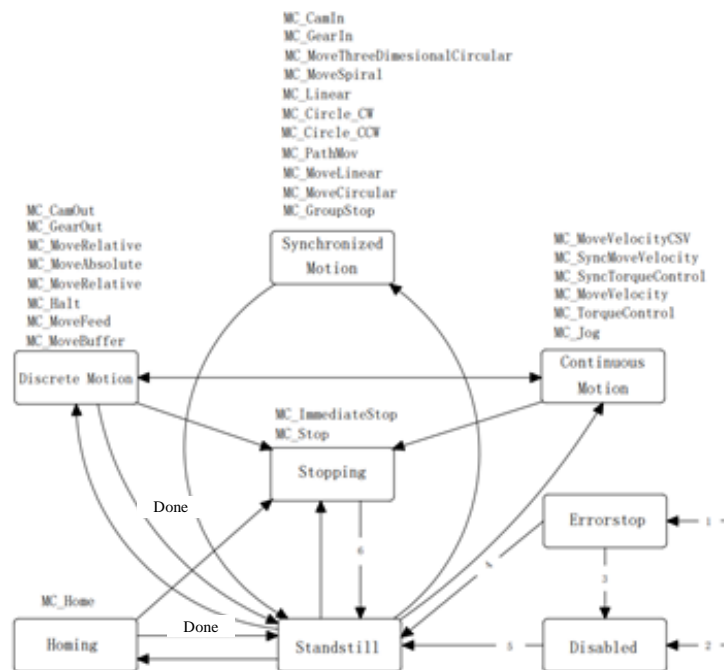 MC_CamIn
MC_GearIn
MC_MoveThreeDimesionalCircular
MC_MoveSpiral
MC_Linear
MC_Circle_CW
MC_Circle_CCW
MC_PathMov
MC_MoveLinear
MC_MoveCircular
MC_GroupStop
Synchronized
Motion
MC_CamOut
MC_GearOut
MC_MoveRelative
MC_MoveAbsolute
MC_MoveRelative
MC_Halt
MC_MoveFeed
MC_MoveBuffer
Discrete Motion
MC_MoveVelocityCSV
MC_SyncMoveVelocity
MC_SyncTorqueControl
MC_MoveVelocity
MC_TorqueControl
MC_Jog
Continuous
Motion
MC_ImmediateStop
MC_Stop
Stopping
Done
6
Errorstop
1
4
3
MC_Home
Homing
Done
Standstill
5
Disabled
2